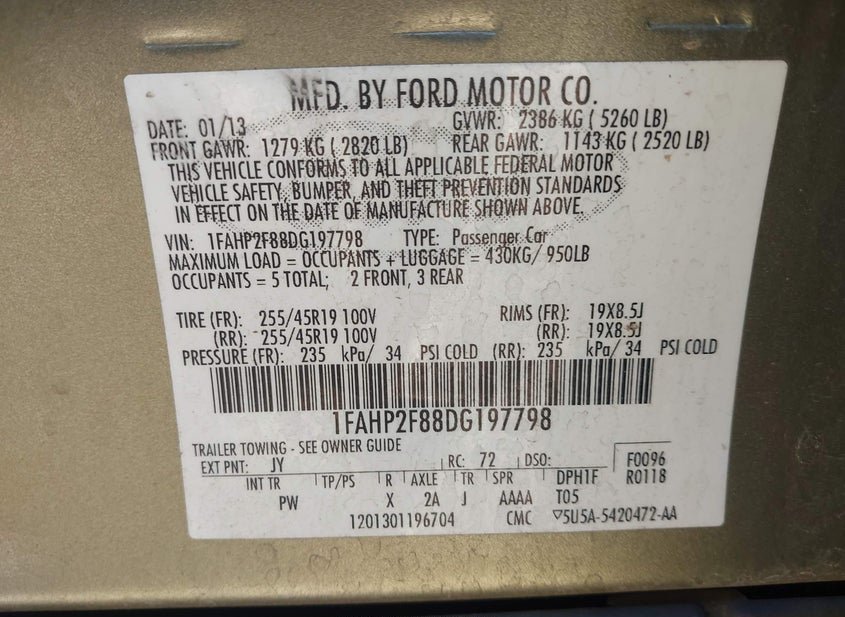 MFD. BY FORD MOTOR CO.
DATE: 01/13 GVWR: 2386 KG ( 5260 LB)
FRONT GAWR: 1279 KG ( 2820 LB) REAR GAWR: 1143 KG ( 2520 LB)
THIS VEHICLE CONFORMS TO ALL APPLICABLE FEDERAL MOTOR
VEHICLE SAFETY, BUMPER, AND THEFT PREVENTION STANDARDS
IN EFFECT ON THE DATE OF MANUFACTURE SHOWN ABOVE.
VIN: 1FAHP2F88DG197798 TYPE: Passenger Car
MAXIMUM LOAD = OCCUPANTS + LUGGAGE = 430KG/ 950LB
OCCUPANTS = 5 TOTAL; 2 FRONT, 3 REAR
TIRE (FR): 255/45R19 100V RIMS (FR): 19X8.5J
(RR): 255/45R19 100V (RR): 19X8.5J
PRESSURE (FR): 235 kPa/ 34 PSI COLD (RR): 235 kPa/ 34 PSI COLD
1FAHP2F88DG197798
TRAILER TOWING - SEE OWNER GUIDE
EXT PNT: JY RC: 72 DSO: F0096
R0118
INT TR TP/PS R AXLE TR SPR DPH1F
PW X 2A J AAAA T05
1201301196704 CMC ▽5U5A-5420472-AA